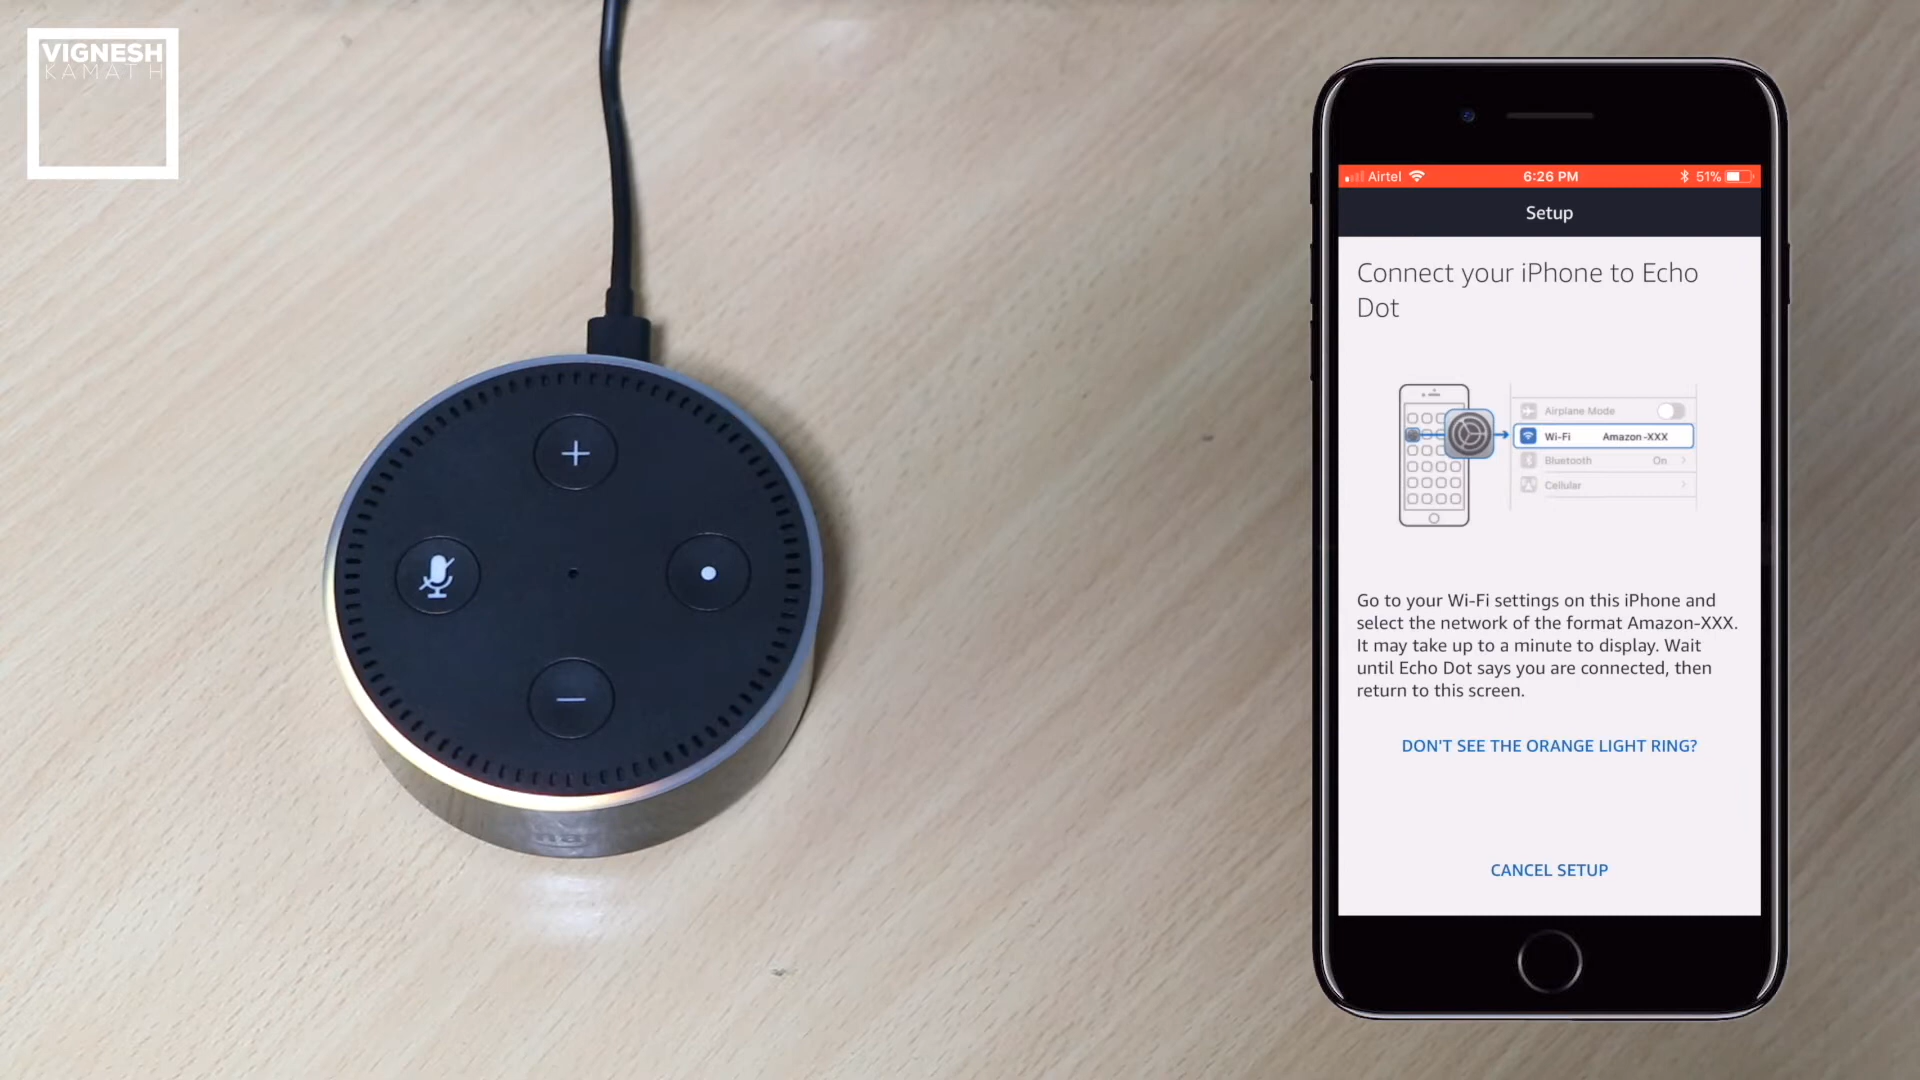 VIGNESH
KAMATH
Airtel 6:26 PM 51%
Setup
Connect your iPhone to Echo
Dot
Airplane Mode
Wi-Fi Amazon-XXX
Bluetooth On
Cellular
Go to your Wi-Fi settings on this iPhone and
select the network of the format Amazon-XXX.
It may take up to a minute to display. Wait
until Echo Dot says you are connected, then
return to this screen.
DON'T SEE THE ORANGE LIGHT RING?
CANCEL SETUP